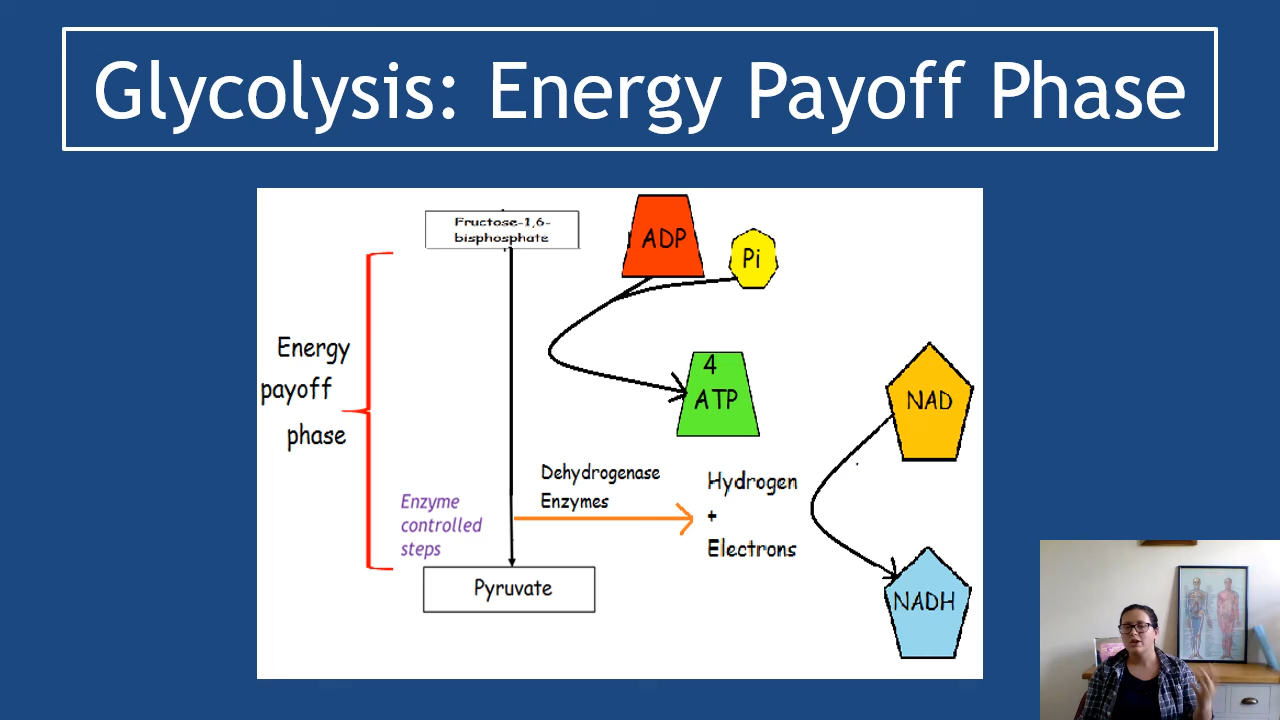 Glycolysis: Energy Payoff Phase
Fructose-1,6-
bisphosphate
ADP
Pi
Energy
payoff
phase
4
ATP
NAD
Dehydrogenase
Enzymes
Hydrogen
+
Electrons
Enzyme
controlled
steps
Pyruvate
NADH